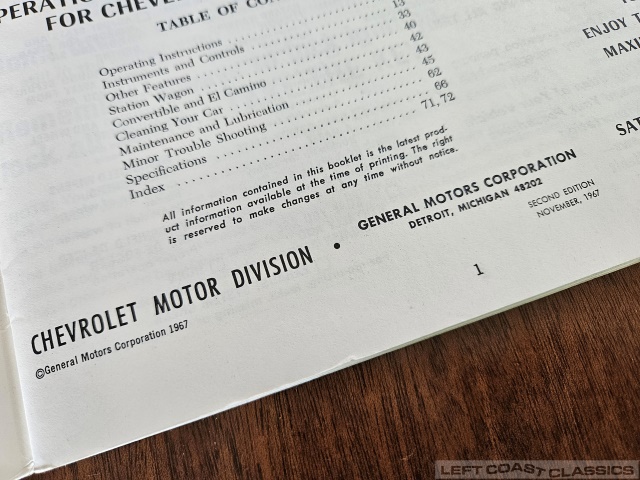 FOR CHEVE
TABLE OF CON
Operating Instructions
13
Instruments and Controls
33
Other Features
40
Station Wagon
42
Convertible and El Camino
43
Cleaning Your Car
45
Maintenance and Lubrication
62
Minor Trouble Shooting
66
Specifications
71, 72
Index
All information contained in this booklet is the latest prod-
uct information available at the time of printing. The right
is reserved to make changes at any time without notice.
CHEVROLET MOTOR DIVISION • GENERAL MOTORS CORPORATION
DETROIT, MICHIGAN 48202
©General Motors Corporation 1967
SECOND EDITION
NOVEMBER, 1967
1
ENJOY T
MAXI
SAT
LEFT COAST CLASSICS